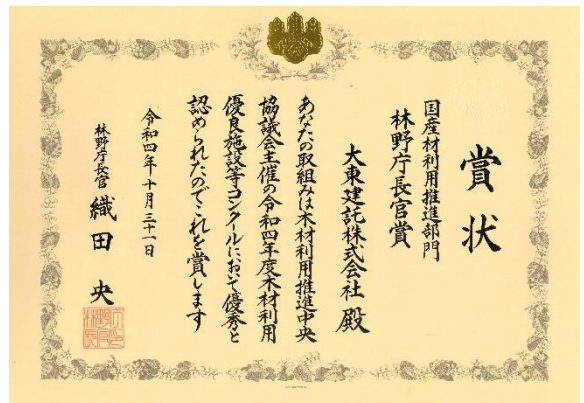 賞状
国産材利用推進部門
林野庁長官賞
大東建託株式会社 殿
あなたの取組みは木材利用推進中央
協議会主催の令和四年度木材利用
優良施設等コンクールにおいて優秀と
認められたのでこれを賞します
令和四年十月三十一日
林野庁長官 織田 央